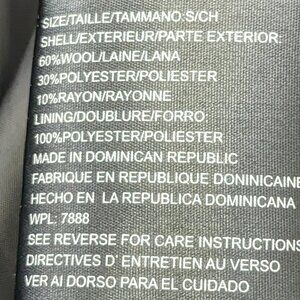 SIZE/TAILLE/TAMMANO:S/CH
SHELL/EXTERIEUR/PARTE EXTERIOR:
60%WOOL/LAINE/LANA
30%POLYESTER/POLIESTER
10%RAYON/RAYONNE
LINING/DOUBLURE/FORRO:
100%POLYESTER/POLIESTER
MADE IN DOMINICAN REPUBLIC
FABRIQUE EN REPUBLIQUE DONINICAINE
HECHO EN LA REPUBLICA DOMINICANA
WPL: 7888
SEE REVERSE FOR CARE INSTRUCTIONS
DIRECTIVES D' ENTRETIEN AU VERSO
VER AI DORSO PARA EL CUIDADO